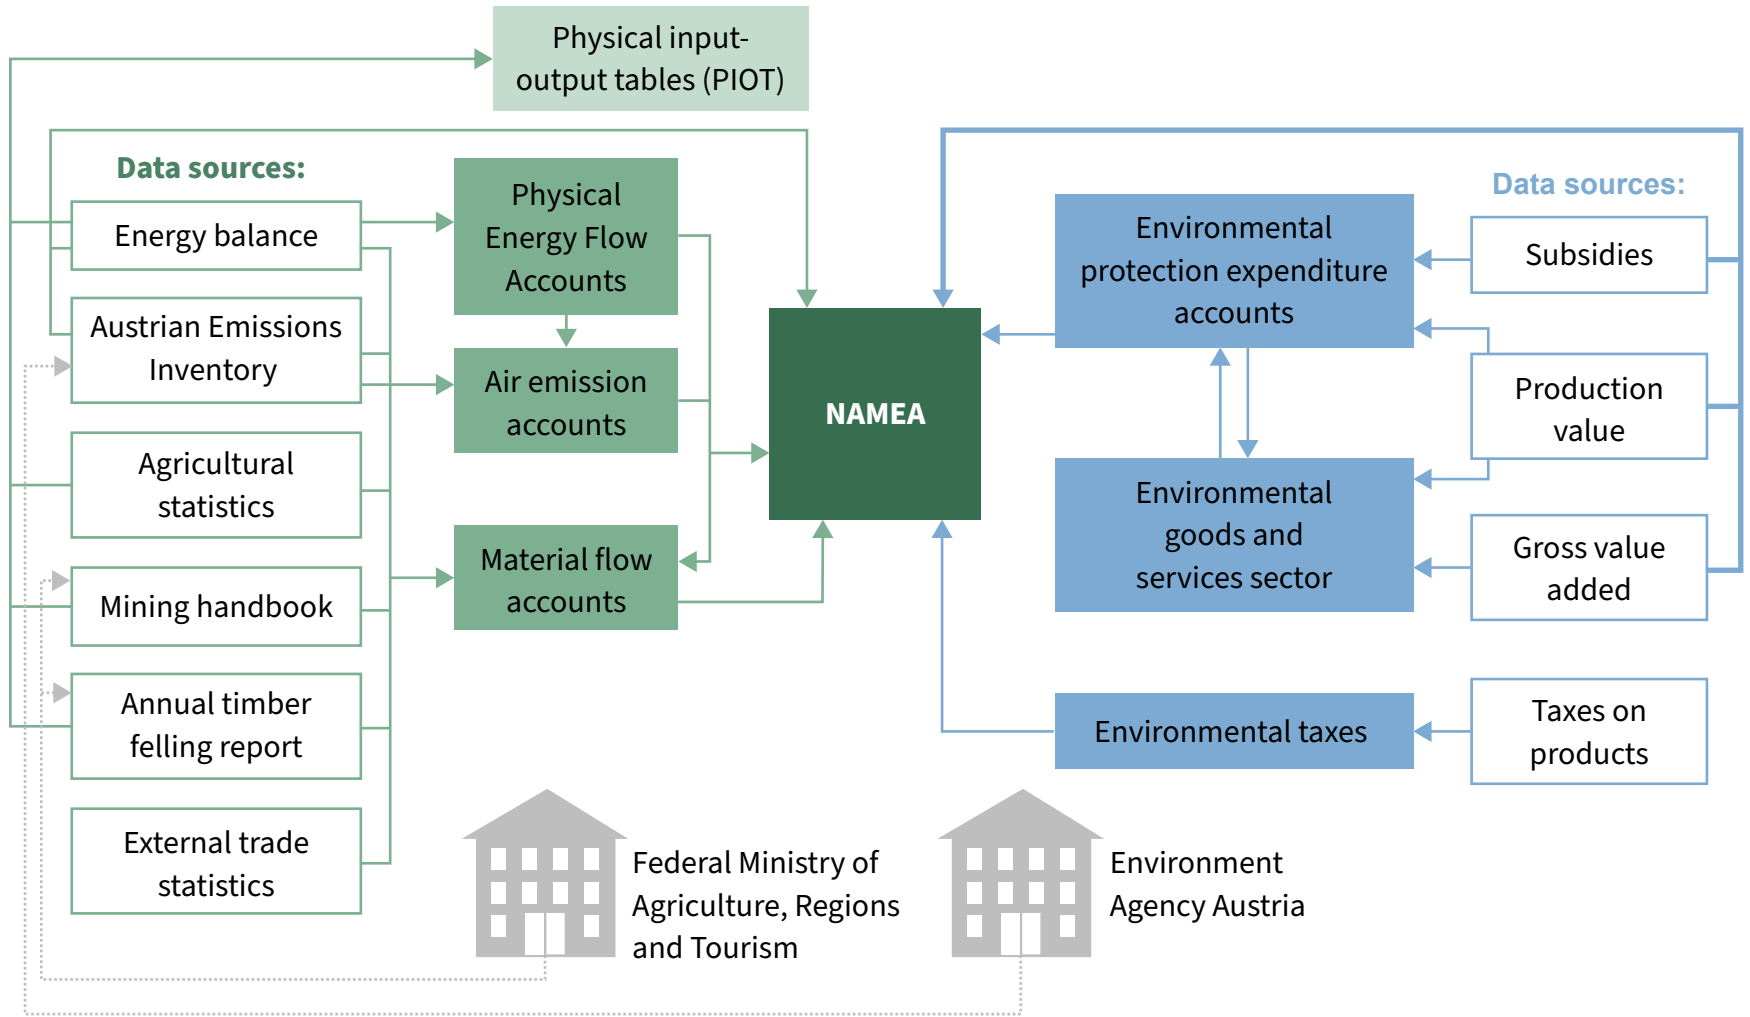 Physical input-
output tables (PIOT)
Data sources:
Energy balance
Austrian Emissions
Inventory
Agricultural
statistics
Mining handbook
Annual timber
felling report
External trade
statistics
Physical
Energy Flow
Accounts
Air emission
accounts
Material flow
accounts
NAMEA
Environmental
protection expenditure
accounts
Environmental
goods and
services sector
Environmental taxes
Data sources:
Subsidies
Production
value
Gross value
added
Taxes on
products
Federal Ministry of
Agriculture, Regions
and Tourism
Environment
Agency Austria